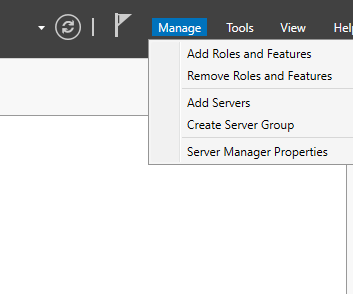 Manage Tools View Help
Add Roles and Features
Remove Roles and Features
Add Servers
Create Server Group
Server Manager Properties